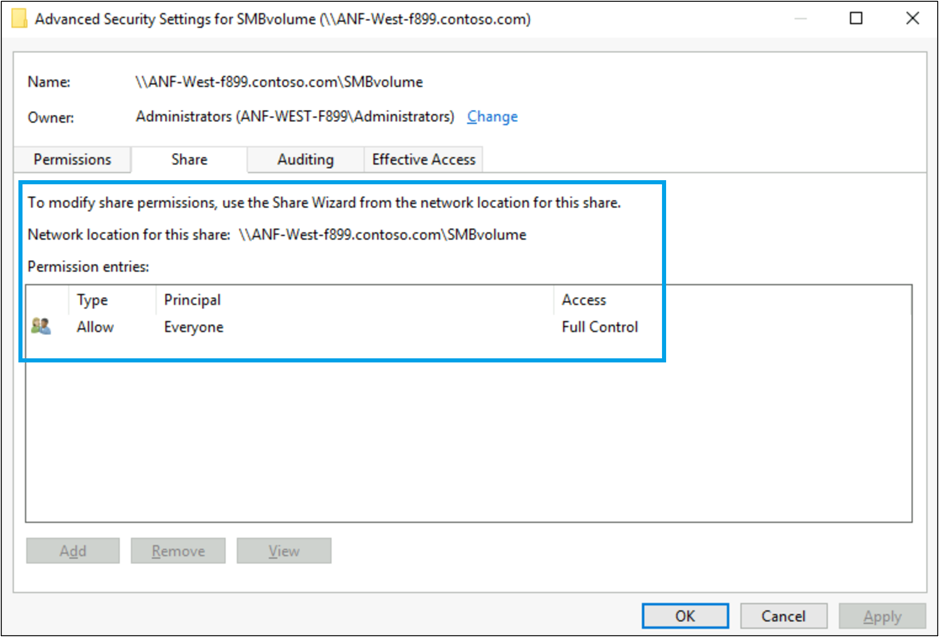 Advanced Security Settings for SMBvolume (\\ANF-West-f899.contoso.com)
Name: \\ANF-West-f899.contoso.com\SMBvolume
Owner: Administrators (ANF-WEST-F899\Administrators) Change
Permissions Share Auditing Effective Access
To modify share permissions, use the Share Wizard from the network location for this share.
Network location for this share: \\ANF-West-f899.contoso.com\SMBvolume
Permission entries:
Type Principal Access
Allow Everyone Full Control
Add Remove View
OK Cancel Apply